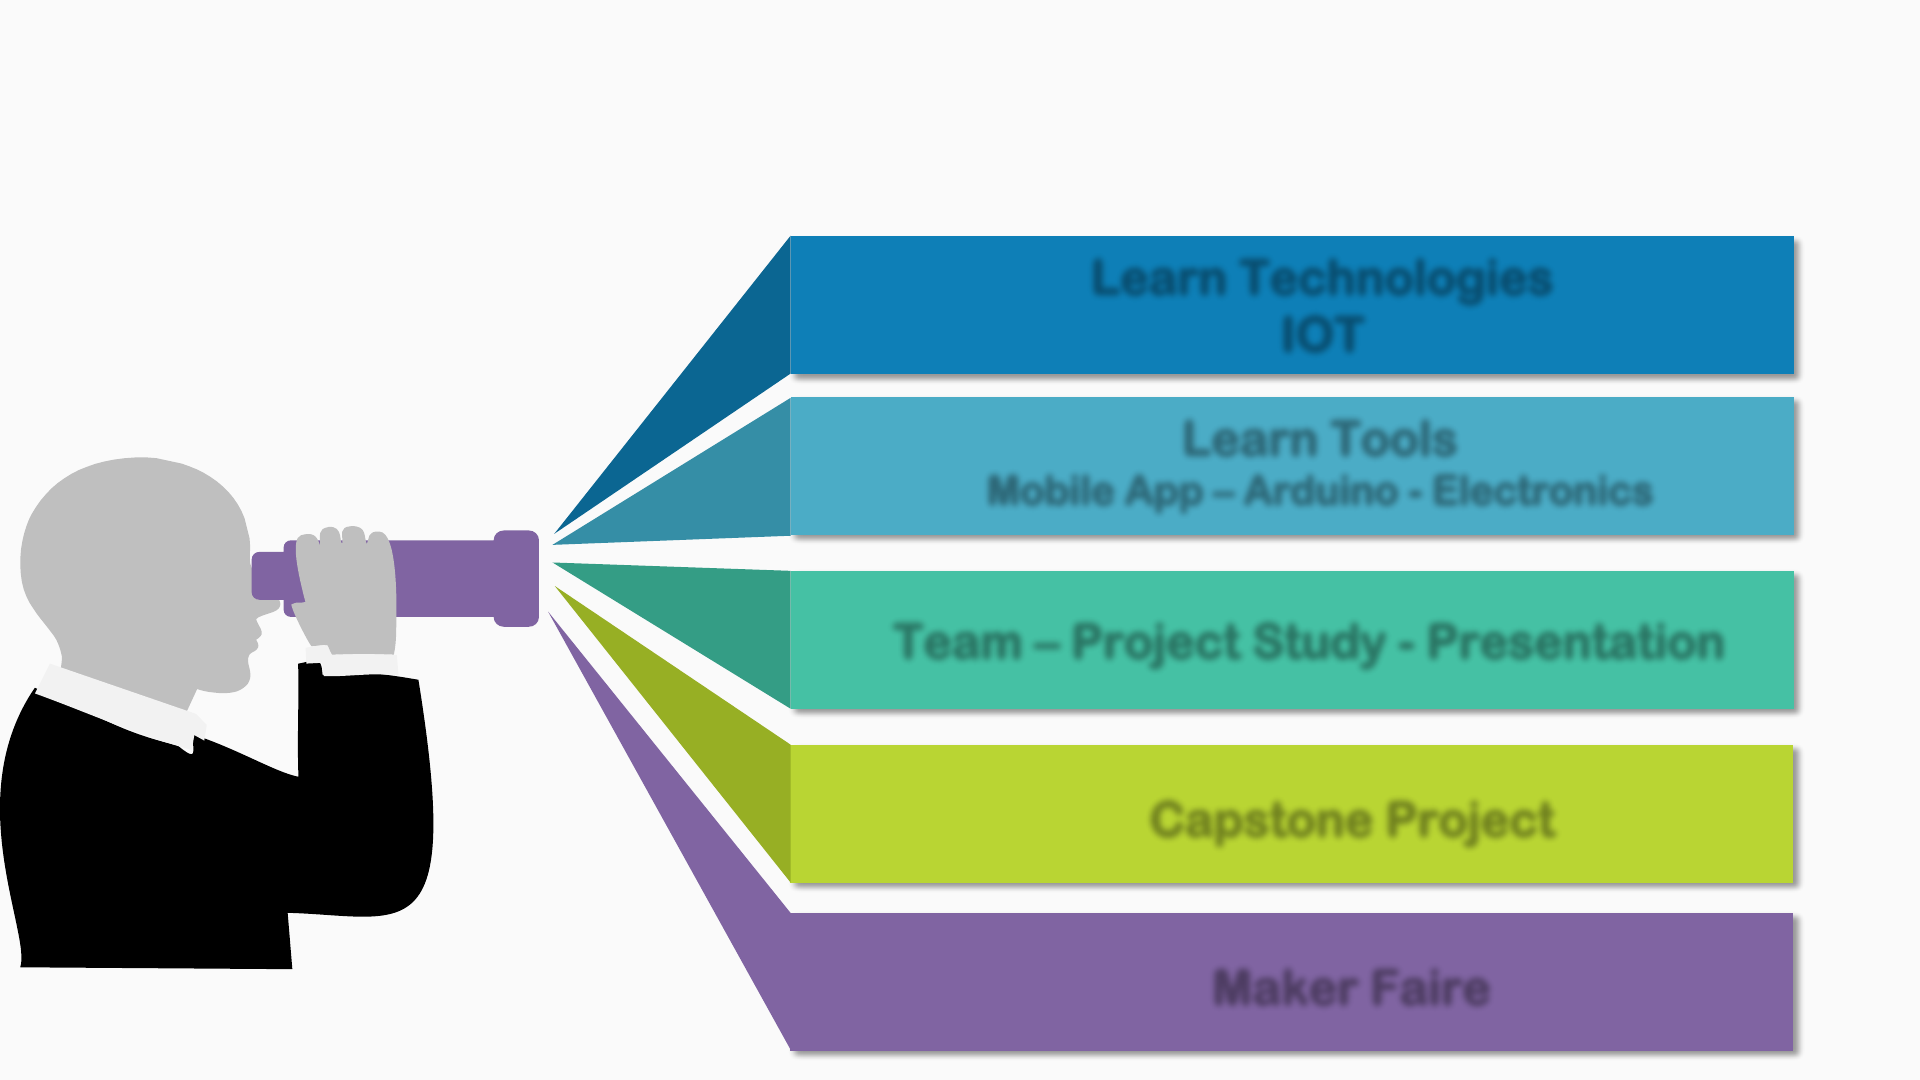 Learn Technologies
IOT
Learn Tools
Mobile App – Arduino - Electronics
Team – Project Study - Presentation
Capstone Project
Maker Faire